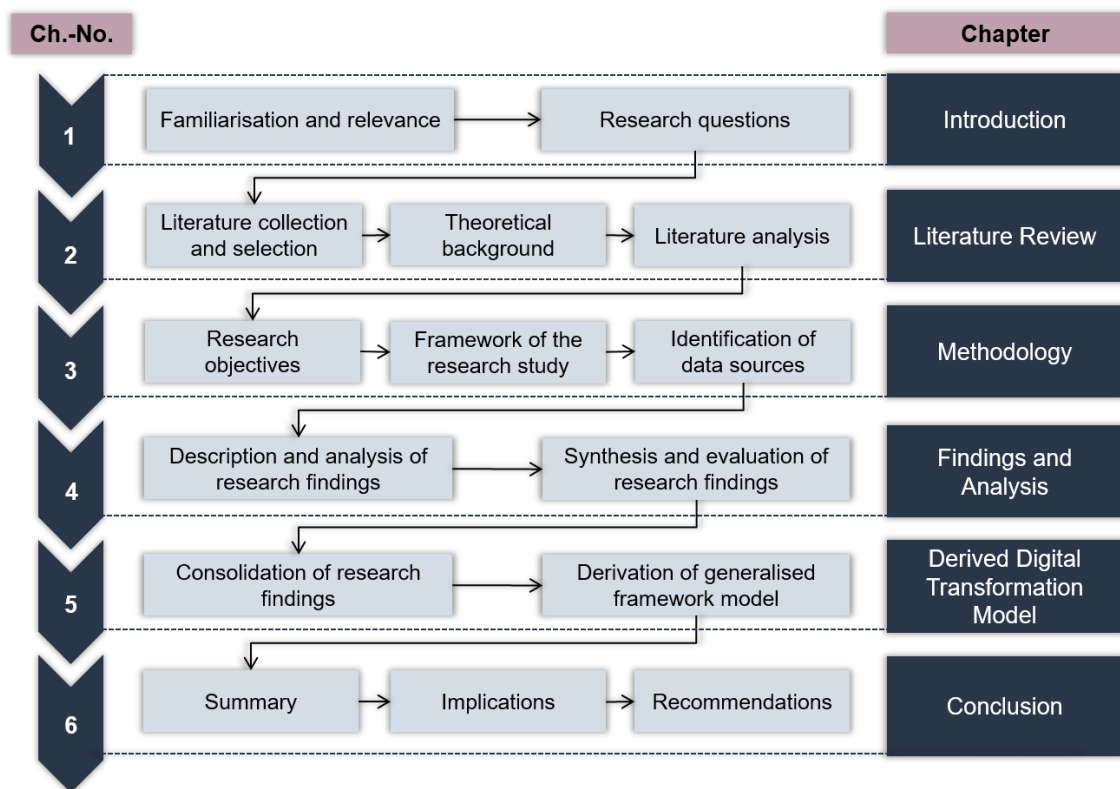 Ch.-No.
Chapter
1
Familiarisation and relevance
Research questions
Introduction
2
Literature collection
and selection
Theoretical
background
Literature analysis
Literature Review
3
Research
objectives
Framework of the
research study
Identification of
data sources
Methodology
4
Description and analysis of
research findings
Synthesis and evaluation of
research findings
Findings and
Analysis
5
Consolidation of research
findings
Derivation of generalised
framework model
Derived Digital
Transformation
Model
6
Summary
Implications
Recommendations
Conclusion